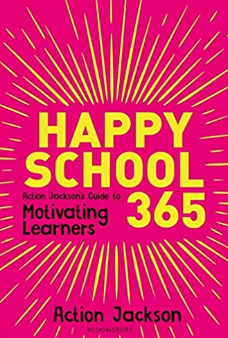 HAPPY
SCHOOL
Action Jackson's Guide to
365
Motivating
Learners
Action Jackson
BLOOMSBURY